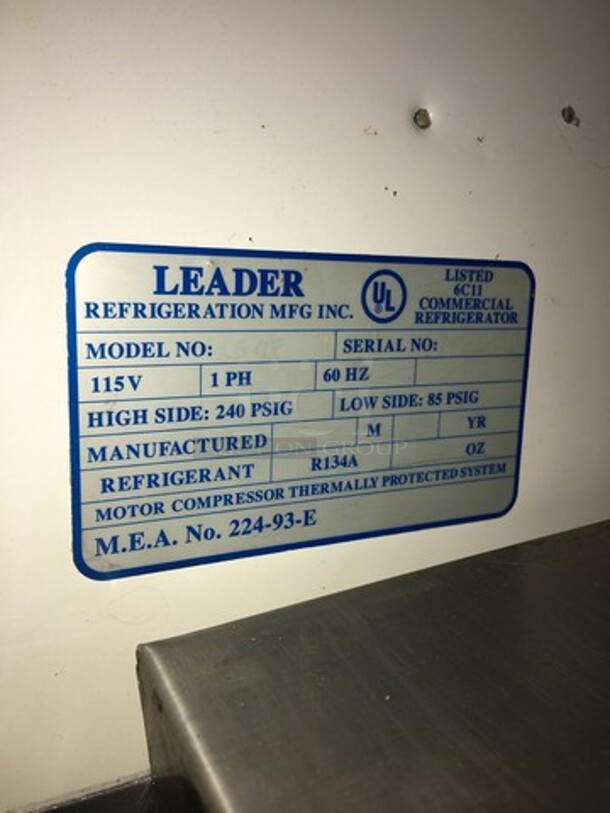 LEADER
REFRIGERATION MFG INC.
UL
®
LISTED
6C11
COMMERCIAL
REFRIGERATOR
MODEL NO:
SERIAL NO:
115V 1 PH 60 HZ
HIGH SIDE: 240 PSIG LOW SIDE: 85 PSIG
MANUFACTURED M YR
REFRIGERANT R134A OZ
MOTOR COMPRESSOR THERMALLY PROTECTED SYSTEM
M.E.A. No. 224-93-E
GROUP